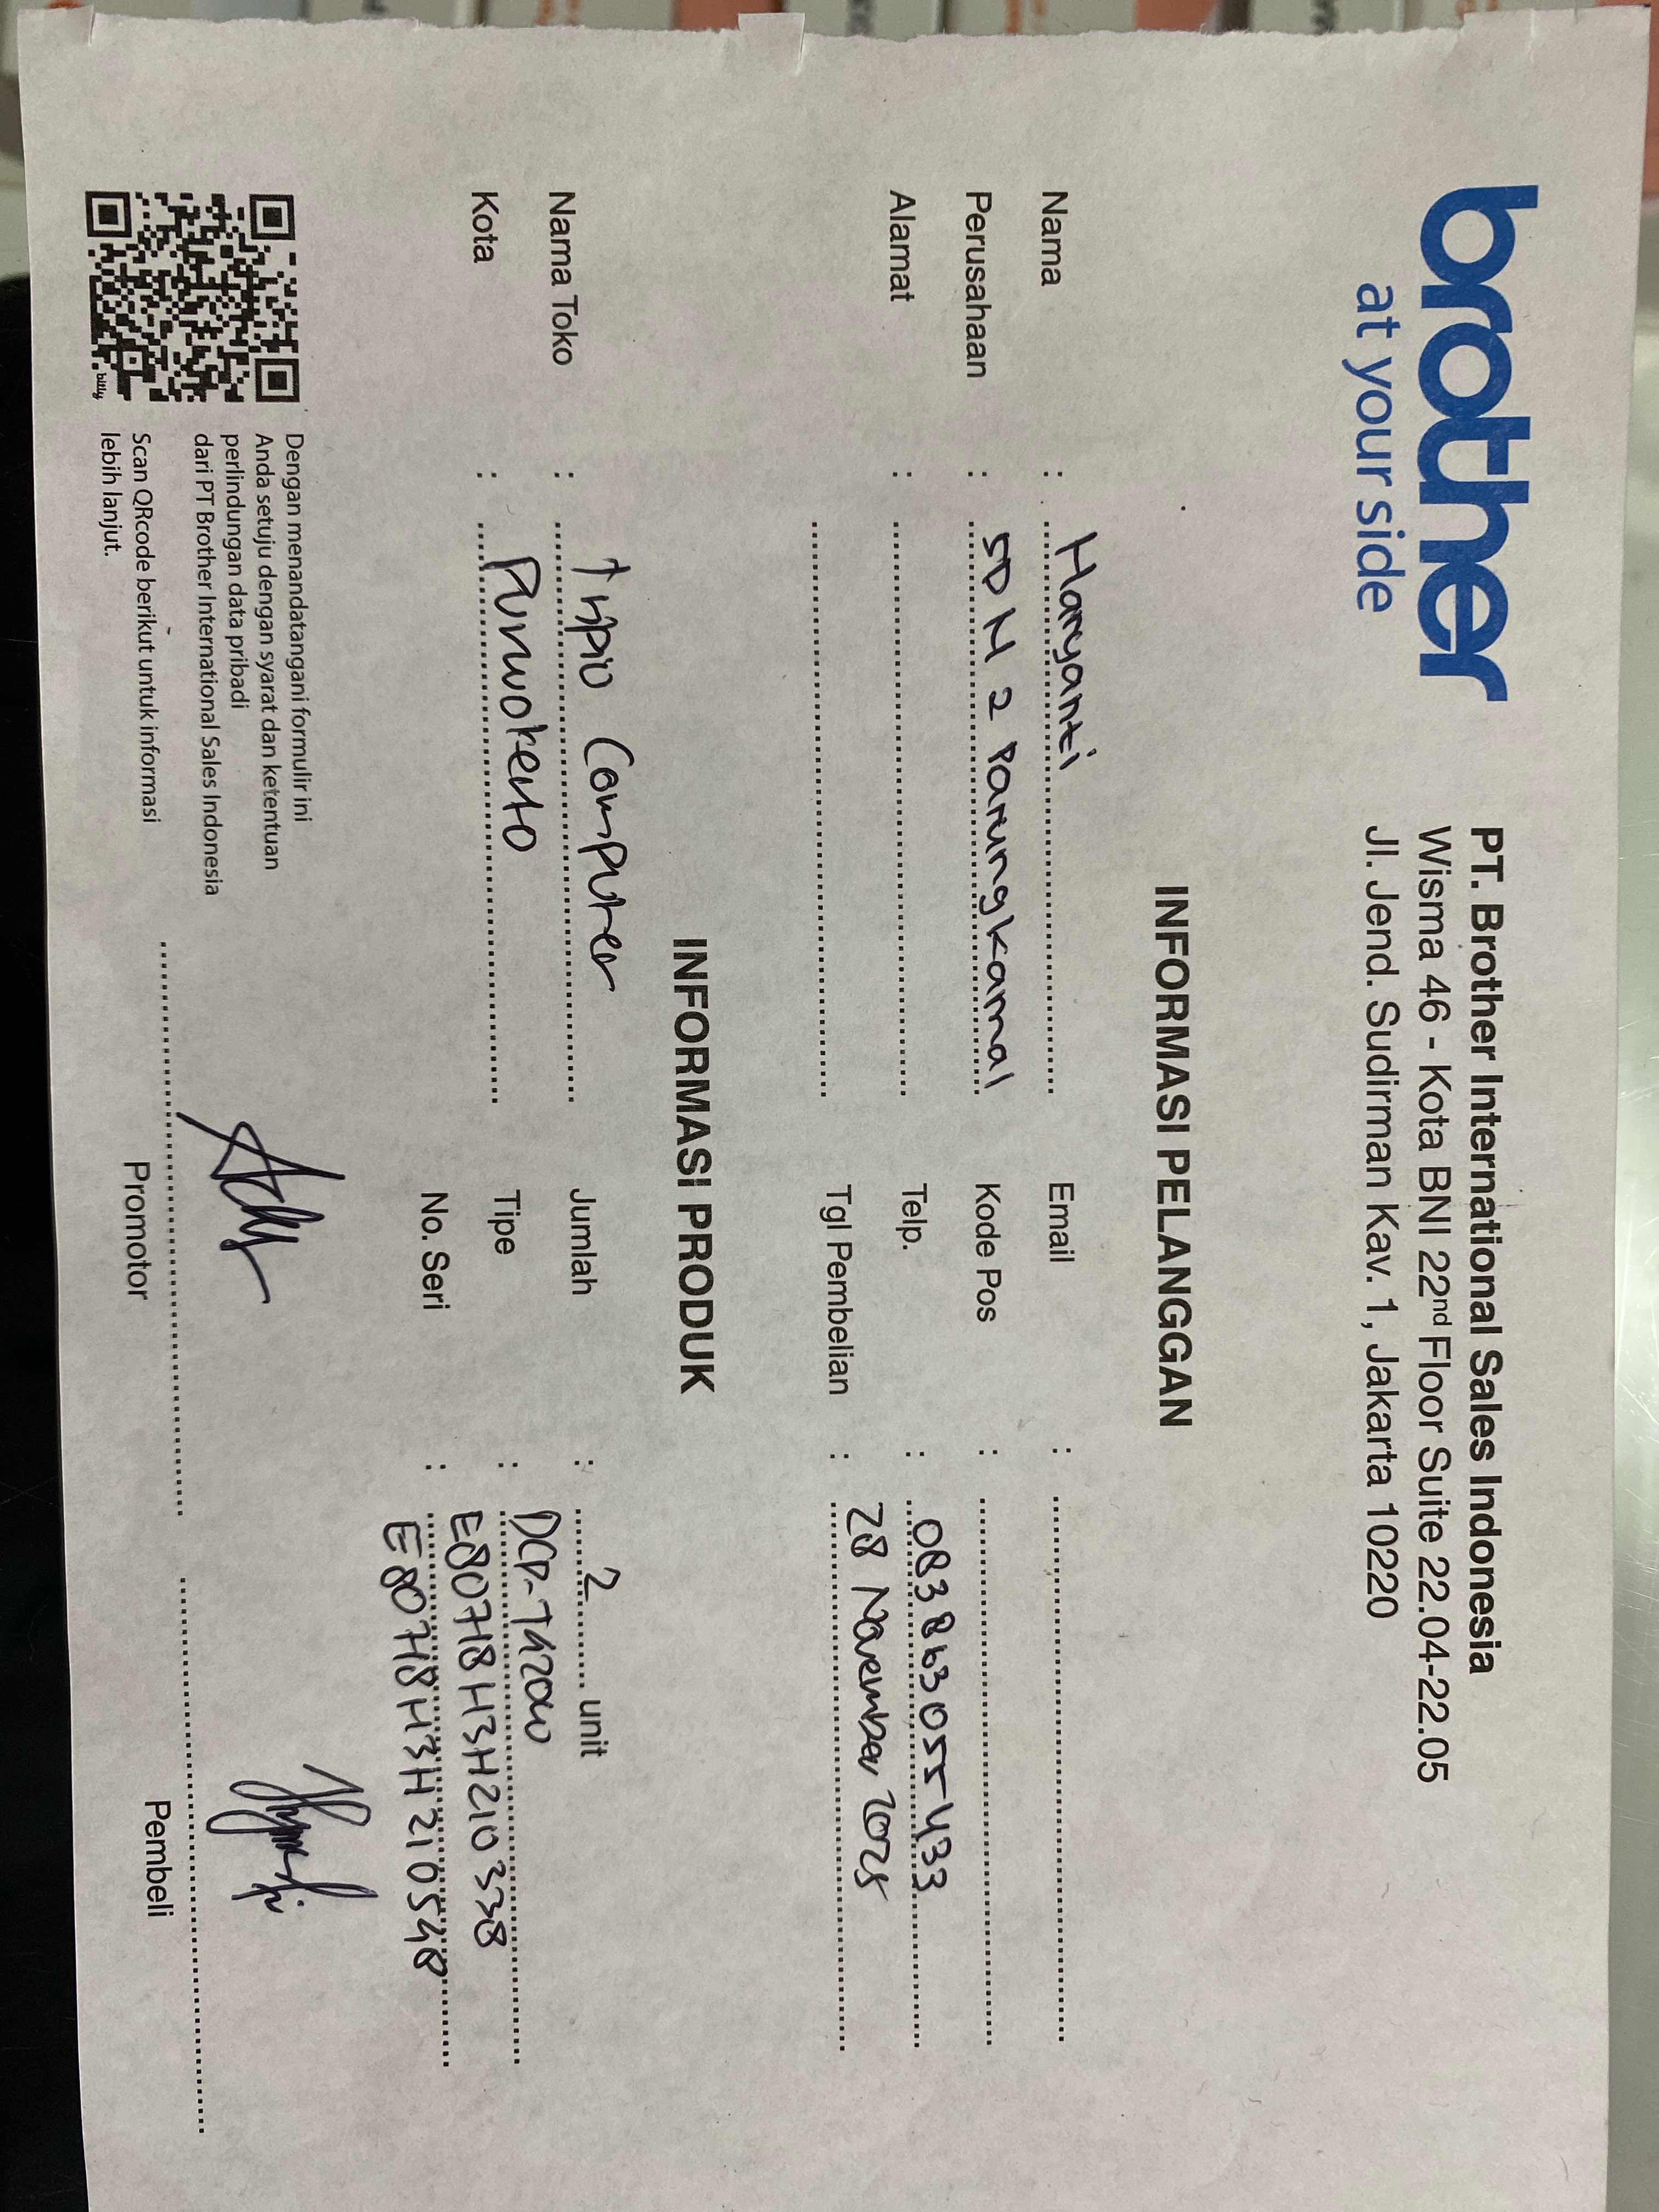 brother
at your side
PT. Brother International Sales Indonesia
Wisma 46 - Kota BNI 22nd Floor Suite 22.04-22.05
Jl. Jend. Sudirman Kav. 1, Jakarta 10220
INFORMASI PELANGGAN
Nama : Haryanti
Perusahaan : SD N 2 Parungkamal
Alamat :
Email :
Kode Pos :
Telp. : 083863055433
Tgl Pembelian : 28 November 2025
INFORMASI PRODUK
Nama Toko : Tripio Computer
Kota : Purwokerto
Jumlah : 2 unit
Tipe : DCP-T420W
No. Seri : E80718H3H210338
E80718H3H210548
Dengan menandatangani formulir ini
Anda setuju dengan syarat dan ketentuan
perlindungan data pribadi
dari PT Brother International Sales Indonesia
Scan QRcode berikut untuk informasi
lebih lanjut.
bitly
Promotor
Pembeli